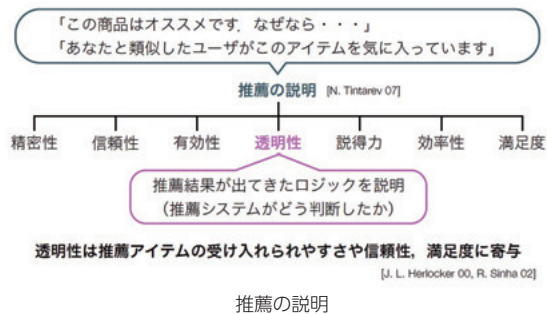 「この商品はオススメです，なぜなら・・・」
「あなたと類似したユーザがこのアイテムを気に入っています」
推薦の説明 [N. Tintarev 07]
精密性 信頼性 有効性 透明性 説得力 効率性 満足度
推薦結果が出てきたロジックを説明
（推薦システムがどう判断したか）
透明性は推薦アイテムの受け入れられやすさや信頼性，満足度に寄与
[J. L. Herlocker 00, R. Sinha 02]
推薦の説明